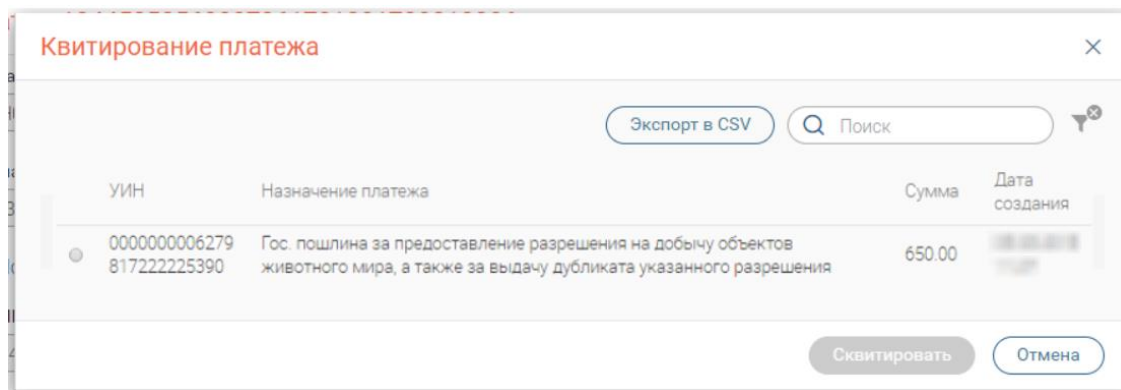 Квитирование платежа
Экспорт в CSV
Поиск
УИН
Назначение платежа
Сумма
Дата
создания
0000000006279
817222225390
Гос. пошлина за предоставление разрешения на добычу объектов
животного мира, а также за выдачу дубликата указанного разрешения
650.00
Сквитировать
Отмена